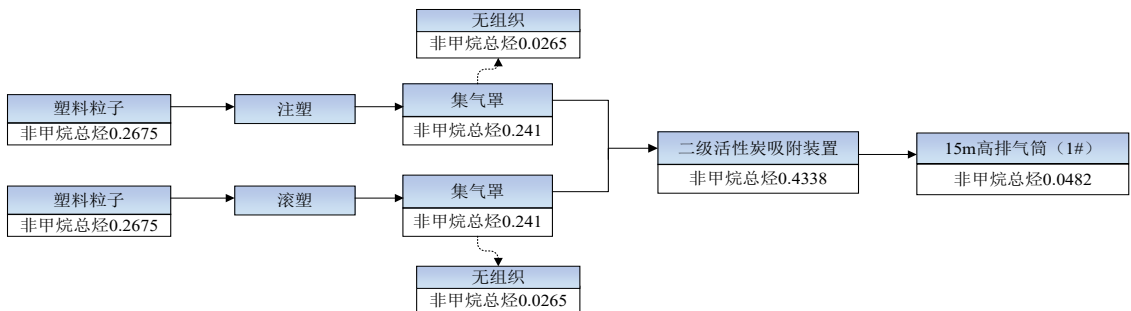 无组织
非甲烷总烃0.0265
塑料粒子
非甲烷总烃0.2675
注塑
集气罩
非甲烷总烃0.241
二级活性炭吸附装置
非甲烷总烃0.4338
15m高排气筒（1#）
非甲烷总烃0.0482
塑料粒子
非甲烷总烃0.2675
滚塑
集气罩
非甲烷总烃0.241
无组织
非甲烷总烃0.0265